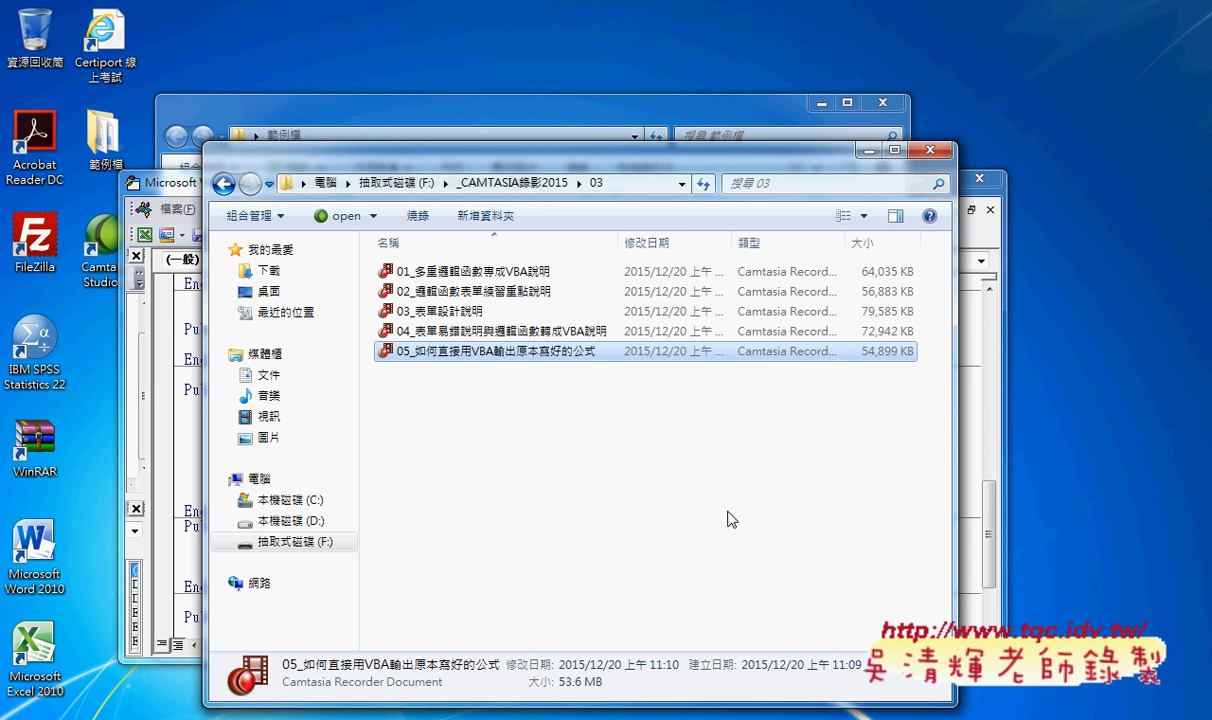 資源回收筒
Certiport 線
上考試
Acrobat
Reader DC
範例檔
FileZilla
Camta
Studio
IBM SPSS
Statistics 22
WinRAR
Microsoft
Word 2010
Microsoft
Excel 2010
範例檔
搜尋 範例檔
Microsoft
檔案(F)
(一般)
En
Pu
En
Pu
En
Pu
En
Pu
電腦 抽取式磁碟 (F:) _CAMTASIA錄影2015 03
搜尋 03
組合管理 open 燒錄 新增資料夾
名稱 修改日期 類型 大小
01_多重邏輯函數専成VBA說明 2015/12/20 上午 ... Camtasia Record... 64,035 KB
02_邏輯函數表單練習重點說明 2015/12/20 上午 ... Camtasia Record... 56,883 KB
03_表單設計說明 2015/12/20 上午 ... Camtasia Record... 79,585 KB
04_表單易錯說明與邏輯函數轉成VBA說明 2015/12/20 上午 ... Camtasia Record... 72,942 KB
05_如何直接用VBA輸出原本寫好的公式 2015/12/20 上午 ... Camtasia Record... 54,899 KB
我的最愛
下載
桌面
最近的位置
媒體櫃
文件
音樂
視訊
圖片
電腦
本機磁碟 (C:)
本機磁碟 (D:)
抽取式磁碟 (F:)
網路
05_如何直接用VBA輸出原本寫好的公式 修改日期: 2015/12/20 上午 11:10 建立日期: 2015/12/20 上午 11:09
Camtasia Recorder Document 大小: 53.6 MB
http://www.tqc.idv.tw/
吳清輝老師錄製